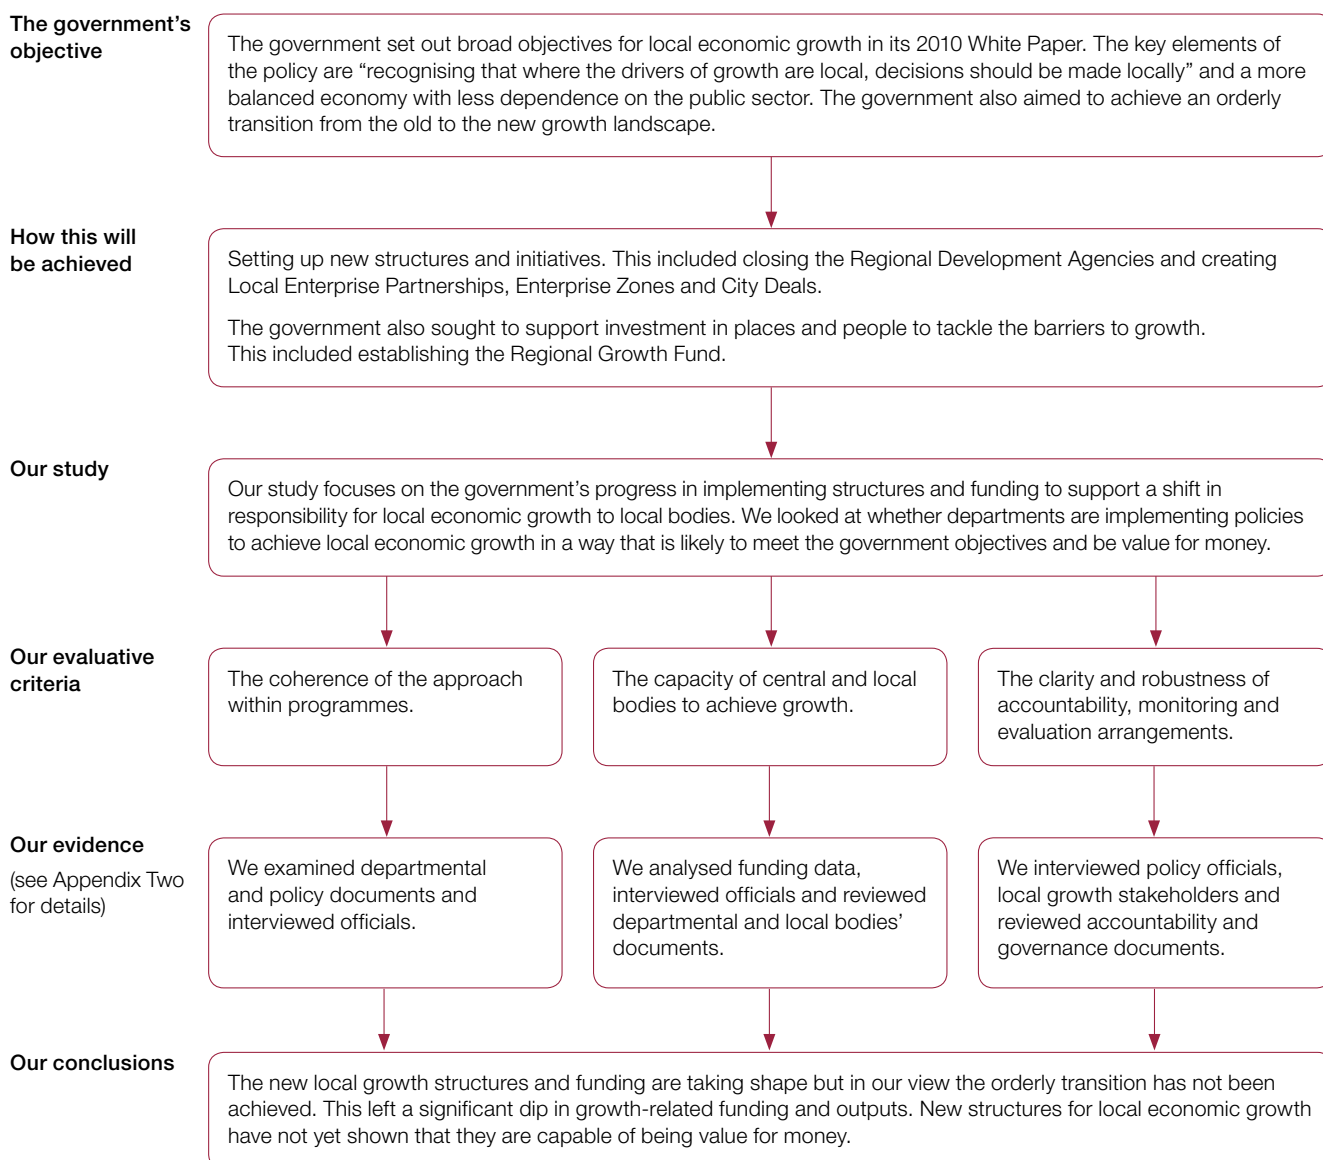 The government's
objective
The government set out broad objectives for local economic growth in its 2010 White Paper. The key elements of
the policy are “recognising that where the drivers of growth are local, decisions should be made locally” and a more
balanced economy with less dependence on the public sector. The government also aimed to achieve an orderly
transition from the old to the new growth landscape.
How this will
be achieved
Setting up new structures and initiatives. This included closing the Regional Development Agencies and creating
Local Enterprise Partnerships, Enterprise Zones and City Deals.
The government also sought to support investment in places and people to tackle the barriers to growth.
This included establishing the Regional Growth Fund.
Our study
Our study focuses on the government's progress in implementing structures and funding to support a shift in
responsibility for local economic growth to local bodies. We looked at whether departments are implementing policies
to achieve local economic growth in a way that is likely to meet the government objectives and be value for money.
Our evaluative
criteria
The coherence of the approach
within programmes.
The capacity of central and local
bodies to achieve growth.
The clarity and robustness of
accountability, monitoring and
evaluation arrangements.
Our evidence
(see Appendix Two
for details)
We examined departmental
and policy documents and
interviewed officials.
We analysed funding data,
interviewed officials and reviewed
departmental and local bodies'
documents.
We interviewed policy officials,
local growth stakeholders and
reviewed accountability and
governance documents.
Our conclusions
The new local growth structures and funding are taking shape but in our view the orderly transition has not been
achieved. This left a significant dip in growth-related funding and outputs. New structures for local economic growth
have not yet shown that they are capable of being value for money.